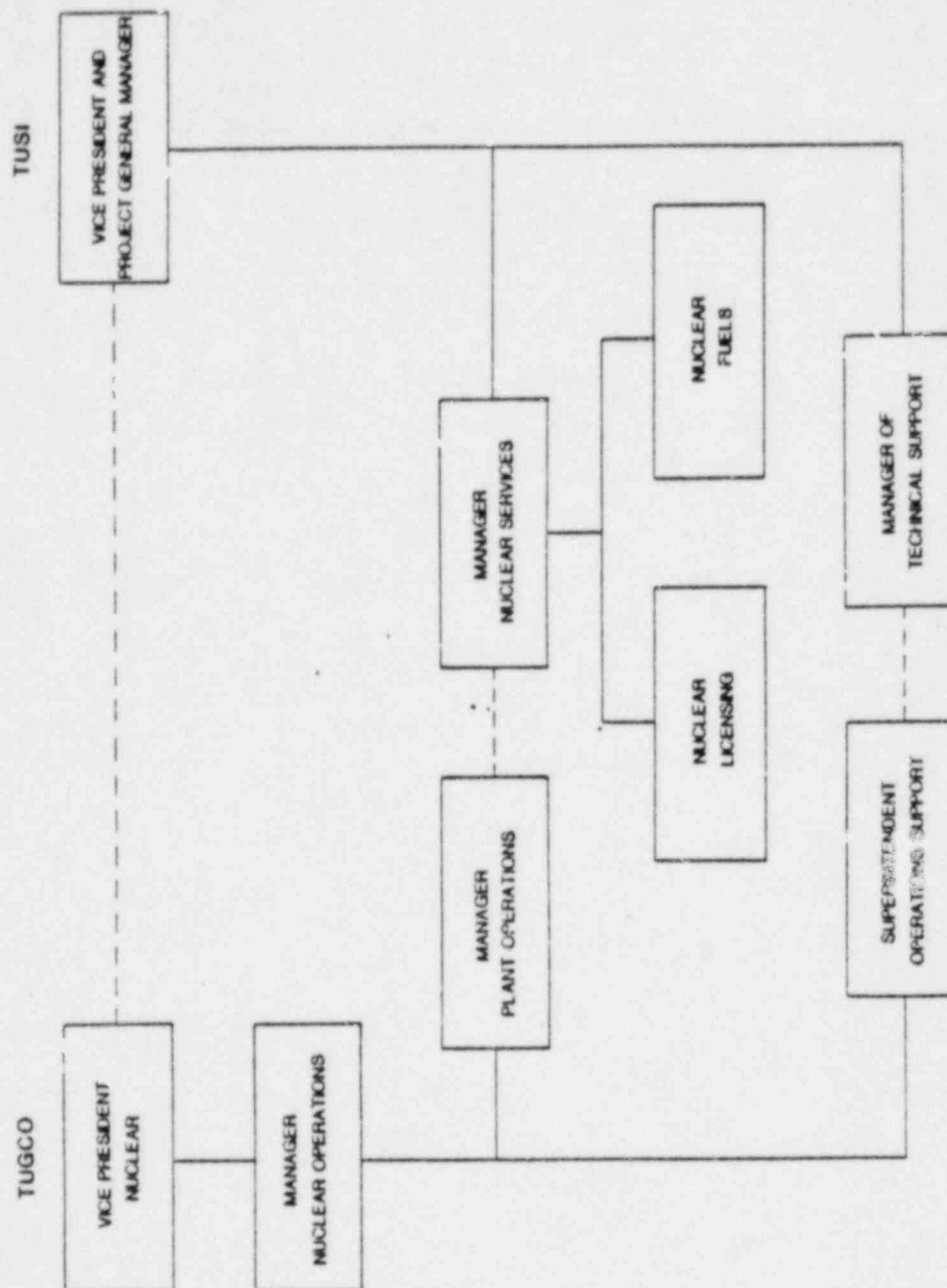 TUGCO
TUSI
VICE PRESIDENT
NUCLEAR
VICE PRESIDENT AND
PROJECT GENERAL MANAGER
MANAGER
NUCLEAR OPERATIONS
MANAGER
PLANT OPERATIONS
MANAGER
NUCLEAR SERVICES
NUCLEAR
LICENSING
NUCLEAR
FUELS
SUPERINTENDENT
OPERATIONS SUPPORT
MANAGER OF
TECHNICAL SUPPORT